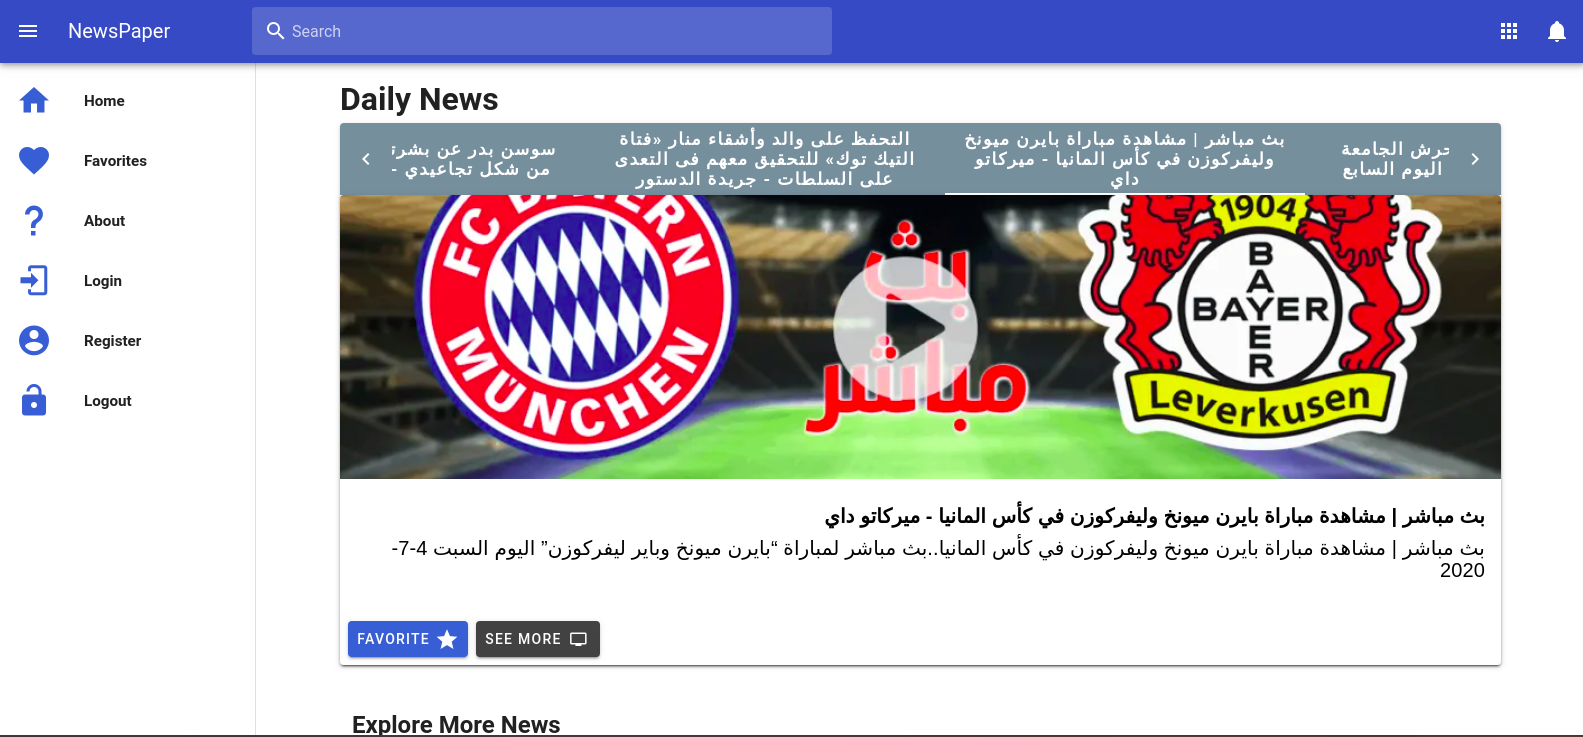 NewsPaper
Search
Home
Favorites
About
Login
Register
Logout
Daily News
سوسن بدر عن بشرت
من شكل تجاعيدي -
التحفظ على والد وأشقاء منار «فتاة
التيك توك» للتحقيق معهم فى التعدى
على السلطات - جريدة الدستور
بث مباشر | مشاهدة مباراة بايرن ميونخ
وليفركوزن في كأس المانيا - ميركاتو
داي
حرش الجامعة
اليوم السابع
FC BAYERN
MÜNCHEN
بث
مباشر
1904
BAYER
BAYER
Leverkusen
بث مباشر | مشاهدة مباراة بايرن ميونخ وليفركوزن في كأس المانيا - ميركاتو داي
بث مباشر | مشاهدة مباراة بايرن ميونخ وليفركوزن في كأس المانيا..بث مباشر لمباراة “بايرن ميونخ وباير ليفركوزن” اليوم السبت 4-7-
2020
FAVORITE
SEE MORE
Explore More News